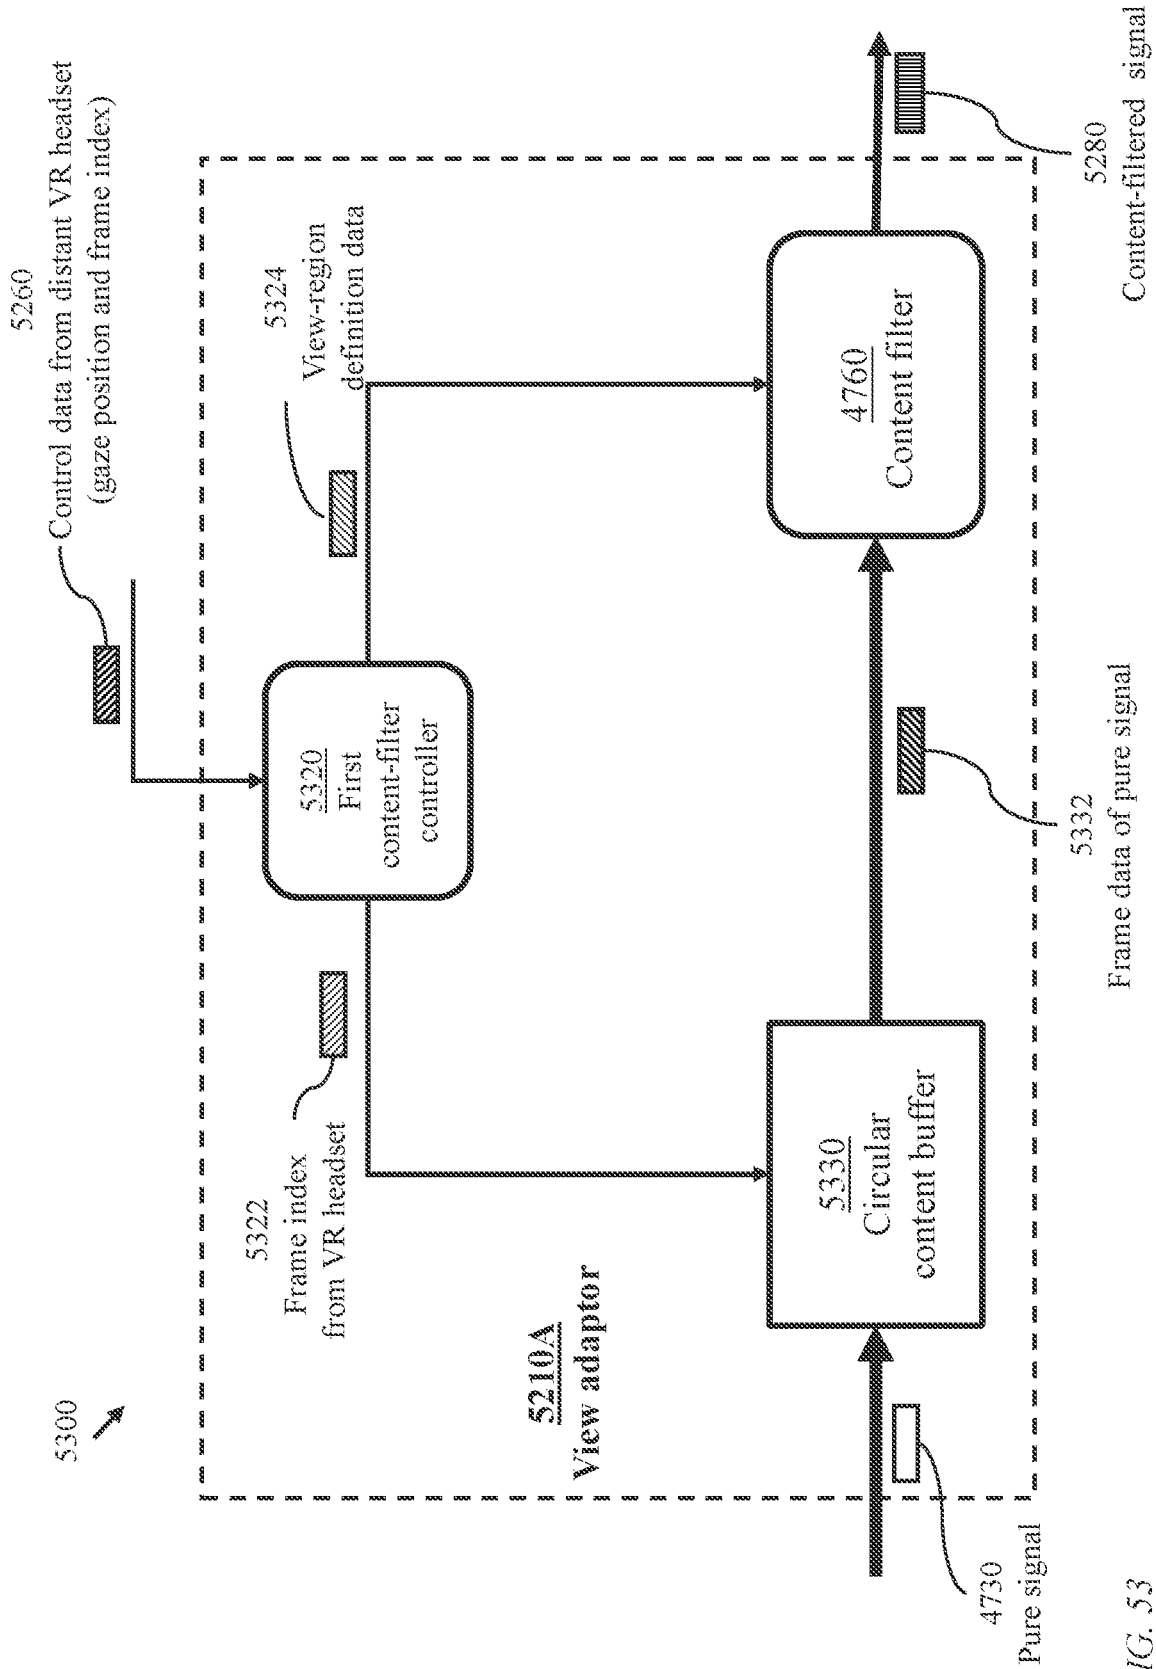 5300
5260
Control data from distant VR headset
(gaze position and frame index)
5322
Frame index
from VR headset
5324
View-region
definition data
5320
First
content-filter
controller
5210A
View adaptor
5330
Circular
content buffer
4760
Content filter
4730
Pure signal
5332
Frame data of pure signal
5280
Content-filtered signal
IG. 53